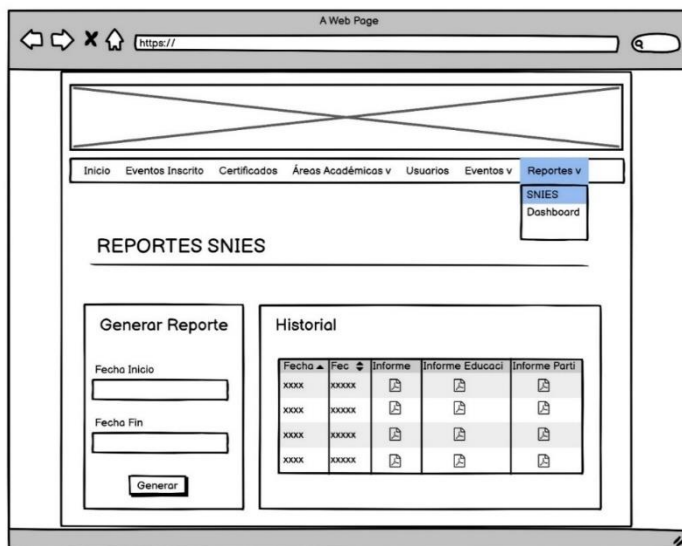 A Web Page
https://
Inicio Eventos Inscrito Certificados Áreas Académicas v Usuarios Eventos v Reportes v
SNIES
Dashboard
REPORTES SNIES
Generar Reporte
Fecha Inicio
Fecha Fin
Generar
Historial
Fecha Fec Informe Informe Educaci Informe Parti
xxxx xxxxx
xxxx xxxxx
xxxx xxxxx
xxxx xxxxx